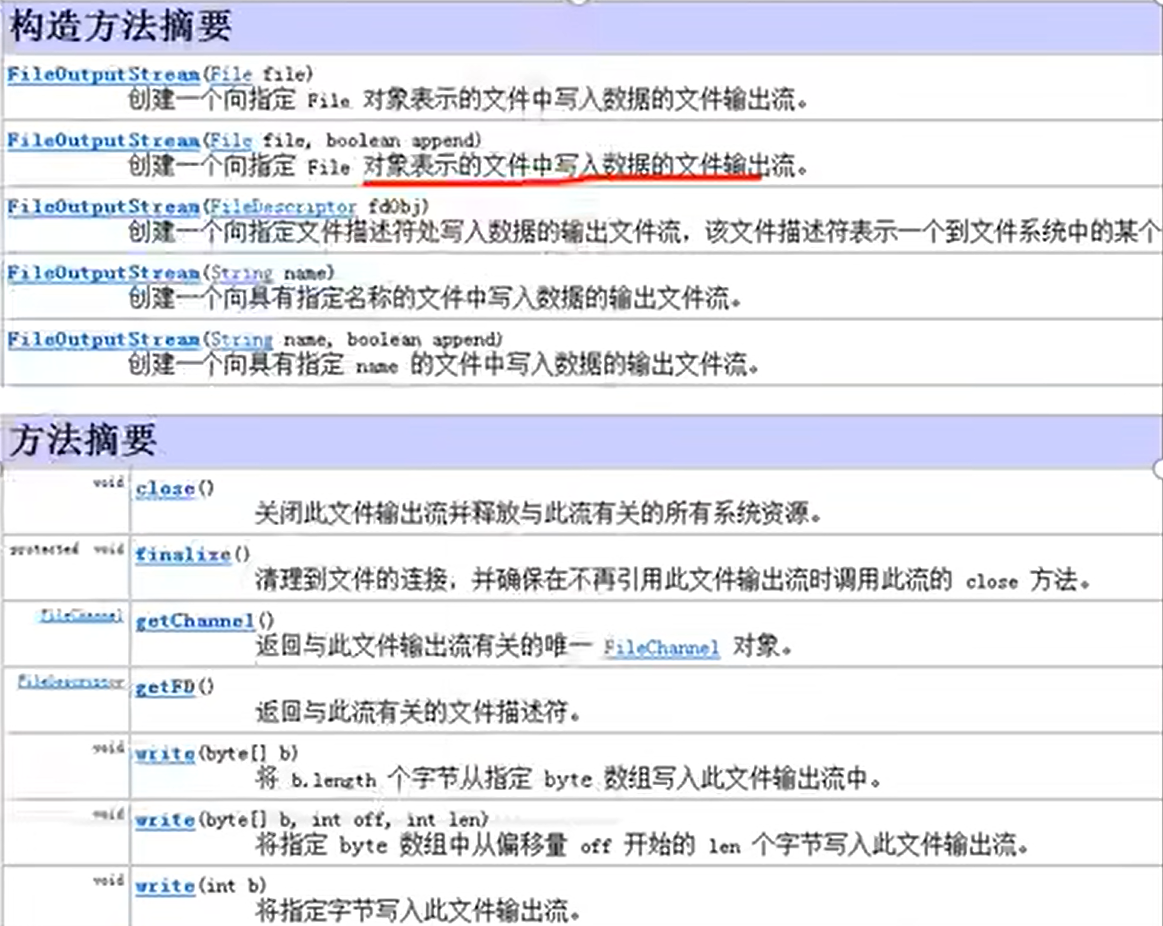 构造方法摘要
FileOutputStream(File file)
创建一个向指定 File 对象表示的文件中写入数据的文件输出流。
FileOutputStream(File file, boolean append)
创建一个向指定 File 对象表示的文件中写入数据的文件输出流。
FileOutputStream(FileDescriptor fdObj)
创建一个向指定文件描述符处写入数据的输出文件流，该文件描述符表示一个到文件系统中的某个
FileOutputStream(String name)
创建一个向具有指定名称的文件中写入数据的输出文件流。
FileOutputStream(String name, boolean append)
创建一个向具有指定 name 的文件中写入数据的输出文件流。
方法摘要
void close()
关闭此文件输出流并释放与此流有关的所有系统资源。
protected void finalize()
清理到文件的连接，并确保在不再引用此文件输出流时调用此流的 close 方法。
FileChannel getChannel()
返回与此文件输出流有关的唯一 FileChannel 对象。
FileDescriptor getFD()
返回与此流有关的文件描述符。
void write(byte[] b)
将 b.length 个字节从指定 byte 数组写入此文件输出流中。
void write(byte[] b, int off, int len)
将指定 byte 数组中从偏移量 off 开始的 len 个字节写入此文件输出流。
void write(int b)
将指定字节写入此文件输出流。